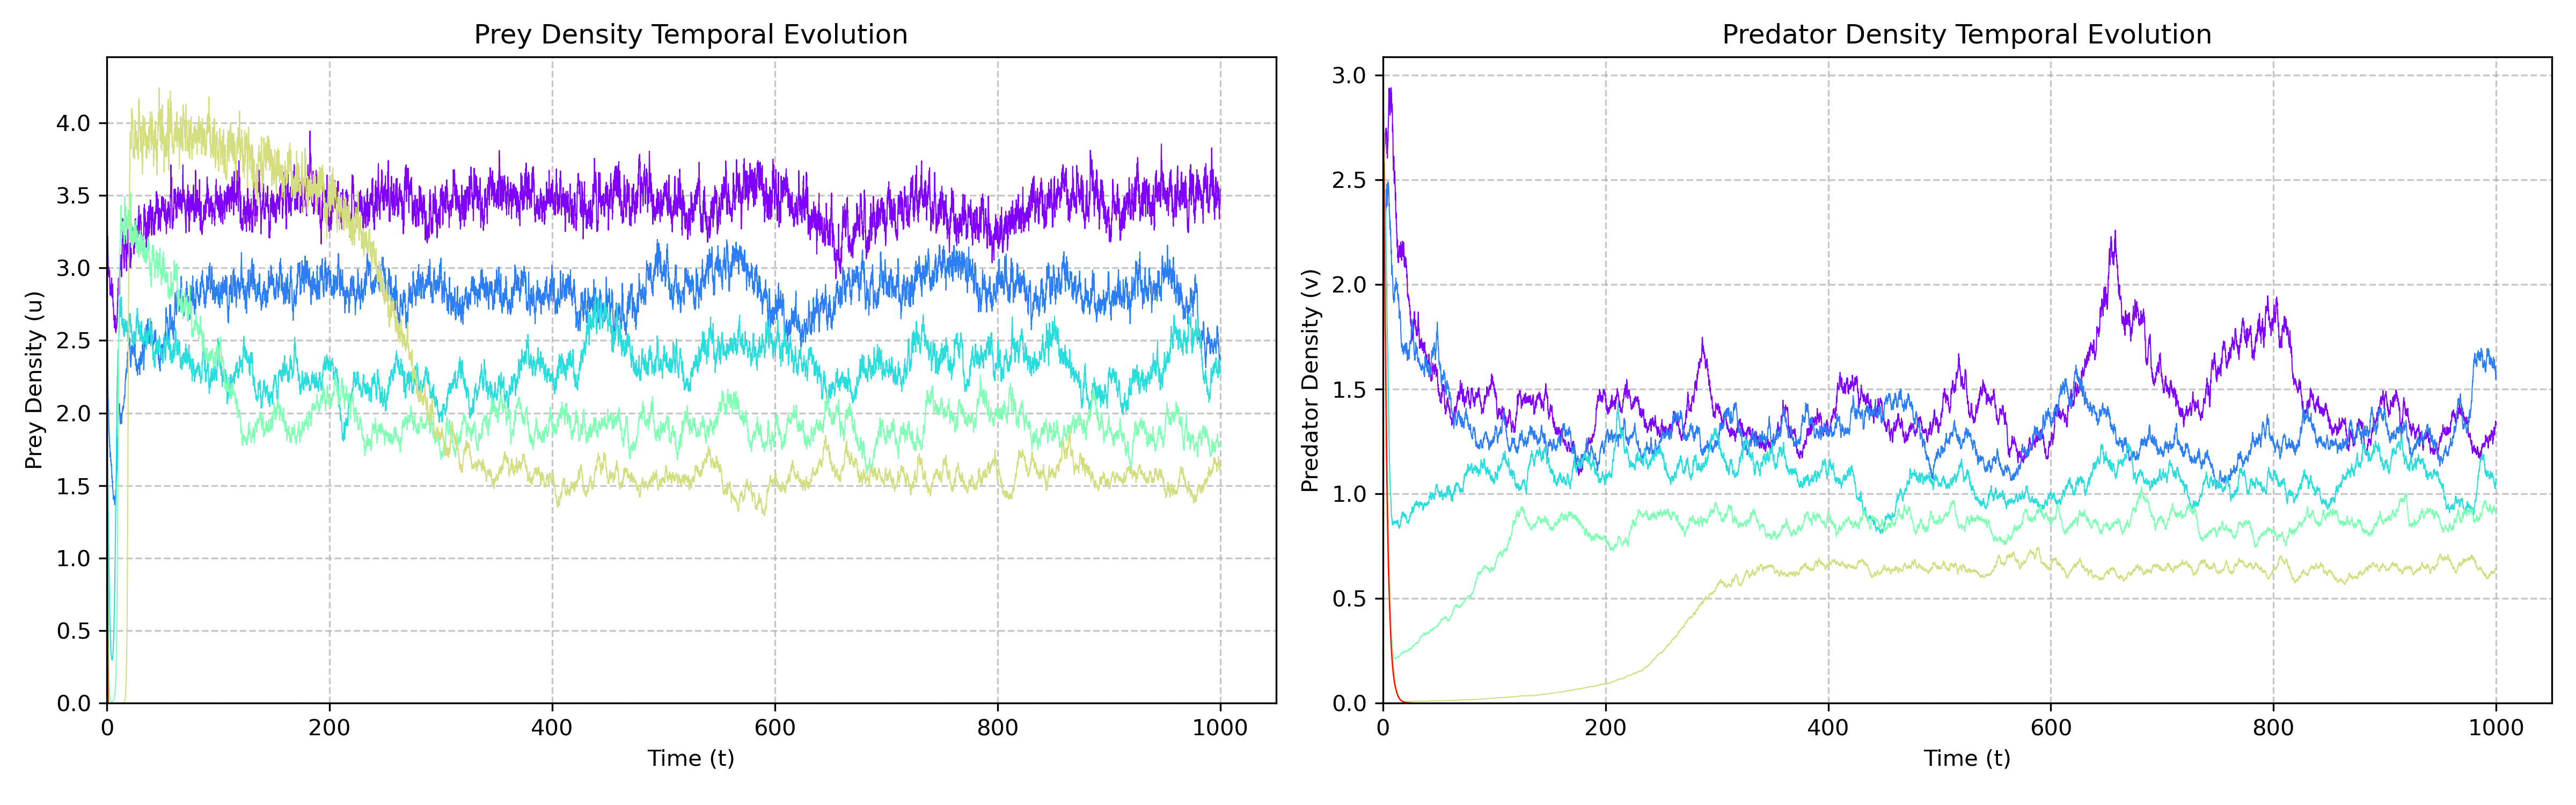 Prey Density Temporal Evolution
Prey Density (u)
4.0
3.5
3.0
2.5
2.0
1.5
1.0
0.5
0.0
0 200 400 600 800 1000
Time (t)
Predator Density Temporal Evolution
Predator Density (v)
3.0
2.5
2.0
1.5
1.0
0.5
0.0
0 200 400 600 800 1000
Time (t)